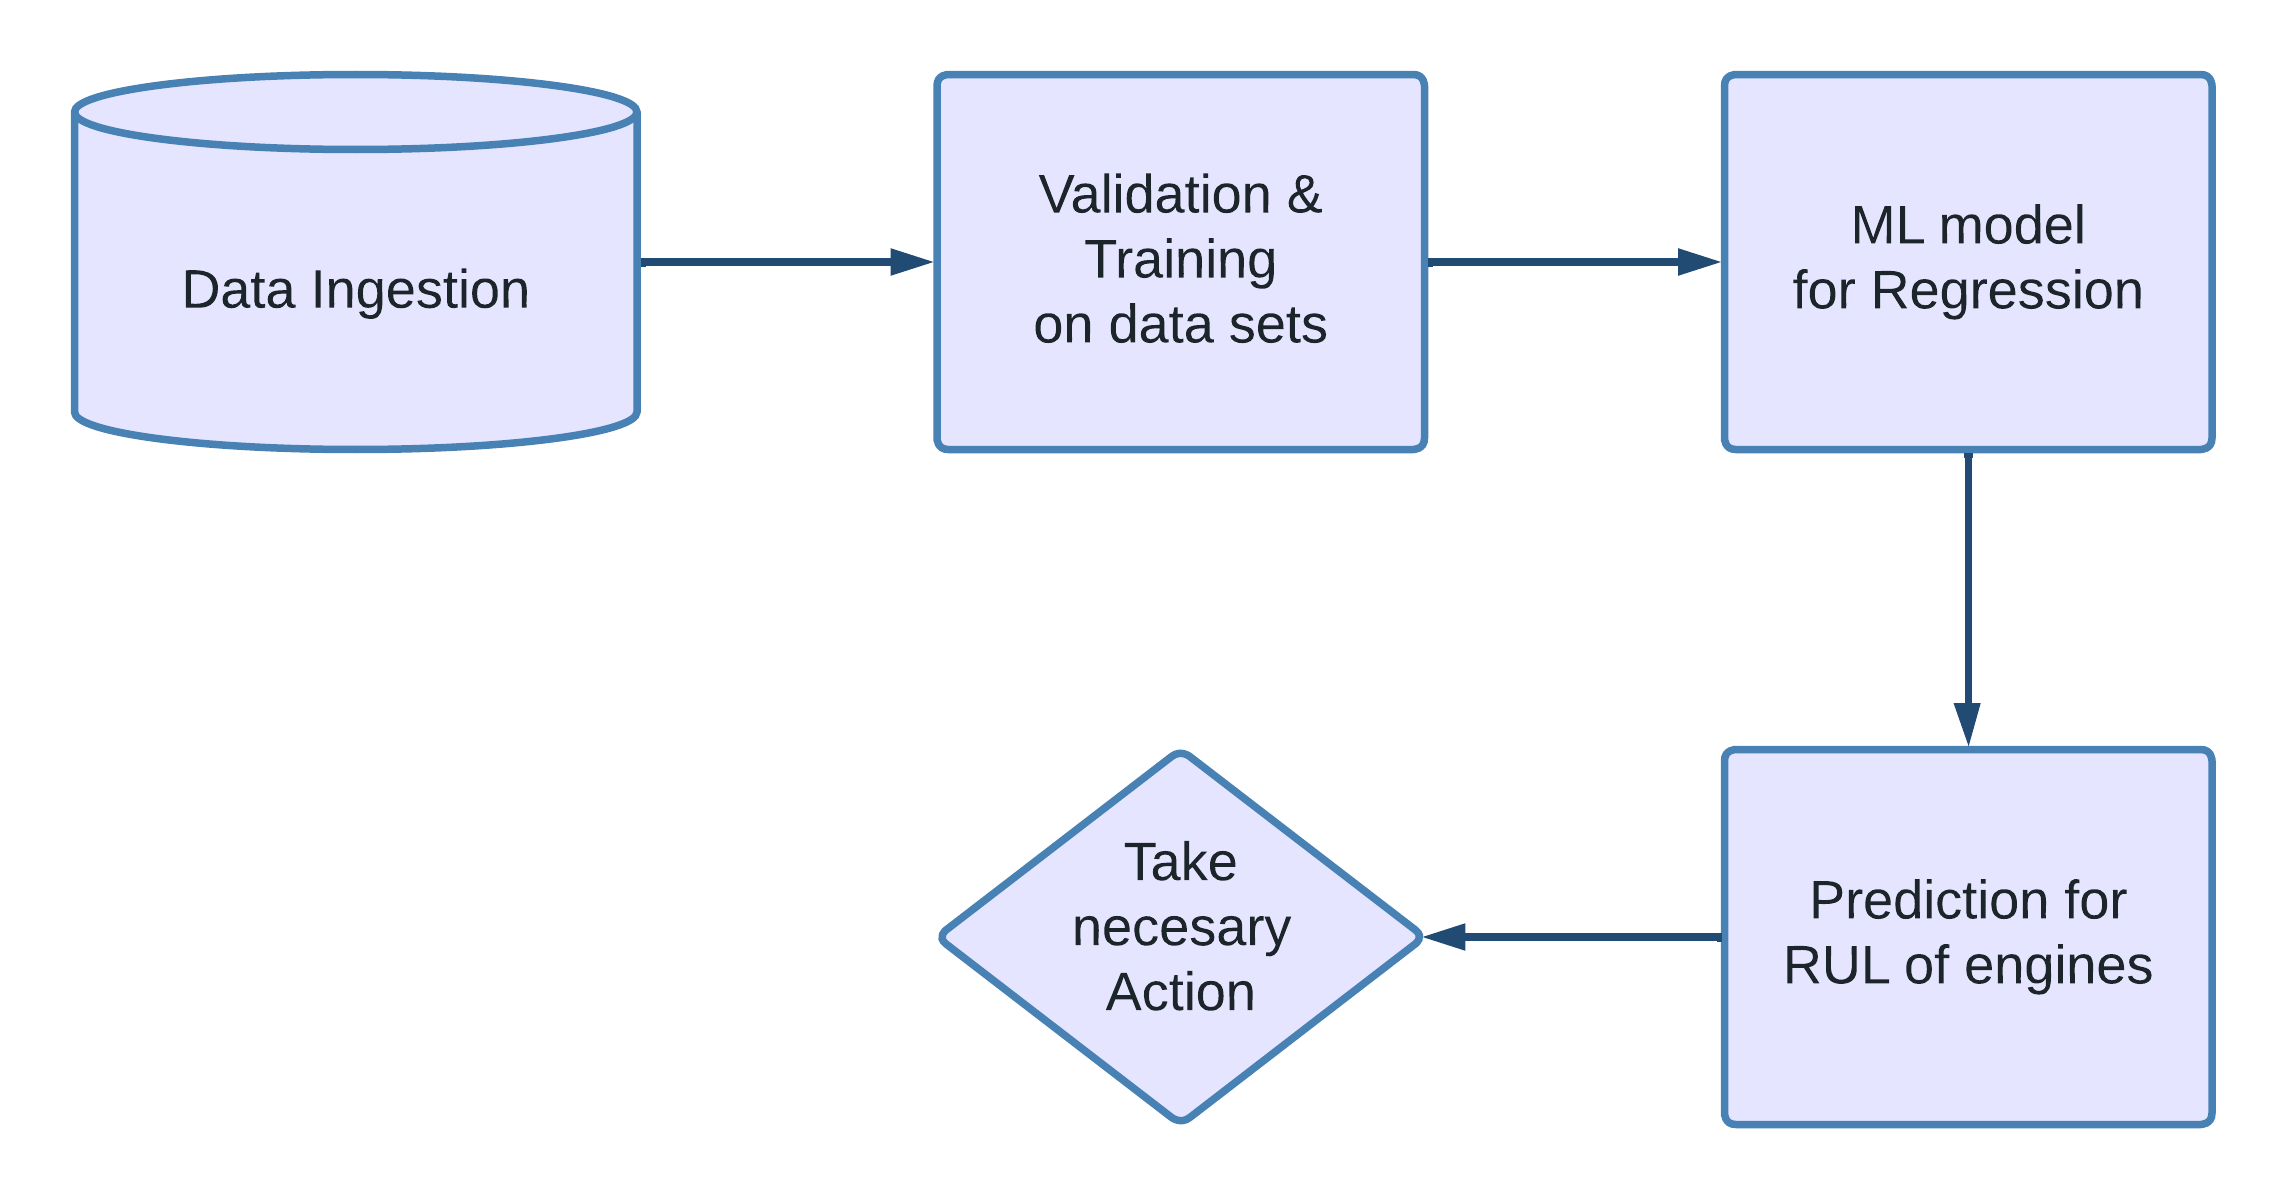 Data Ingestion
Validation &
Training
on data sets
ML model
for Regression
Prediction for
RUL of engines
Take
necesary
Action